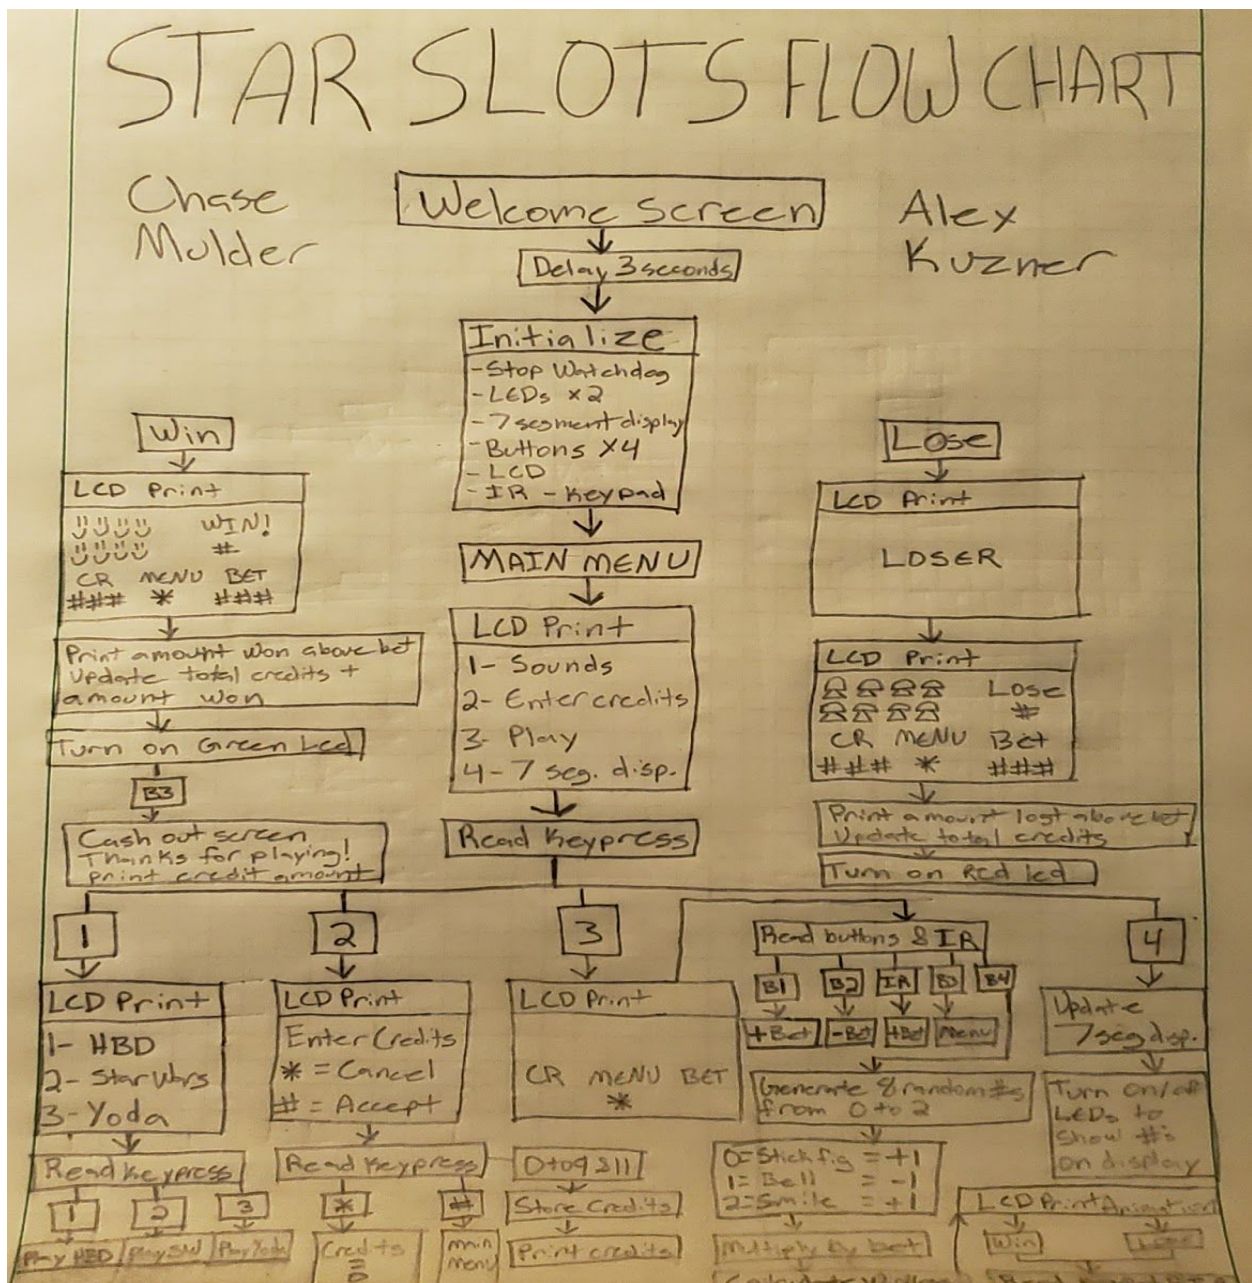 STAR SLOTS FLOW CHART
Chase
Mulder
Welcome Screen
Alex
Kuzner
Delay 3 seconds
Initialize
- Stop Watchdog
- LEDs x2
- 7 segment display
- Buttons x4
- LCD
- IR - Keypad
Win
LCD Print
WIN!
#
CR MENU BET
### * ###
Print amount won above bet
Update total credits +
amount won
Turn on Green Led
B3
Cash out screen
Thanks for playing!
print credit amount
MAIN MENU
LCD Print
1- Sounds
2- Enter credits
3- Play
4- 7 seg. disp.
Read Keypress
Lose
LCD Print
LOSER
LCD Print
Lose
#
CR MENU Bet
### * ###
Print amount lost above bet
Update total credits
Turn on Red led
1
LCD Print
1- HBD
2- Star Wars
3- Yoda
Read Keypress
1 2 3
Play HBD Play SW Play Yoda
2
LCD Print
Enter Credits
* = Cancel
# = Accept
Read Keypress
* #
Credits
=
0
main
menu
3
LCD Print
CR MENU BET
*
Store Credits
Print credits
Read buttons & IR
B1 B2 IR B3 B4
+Bet -Bet +Bet Menu
Generate 8 random #s
from 0 to 2
0=Stick fig = +1
1= Bell = -1
2= Smile = +1
Multiply by bet
4
Update
7 seg disp.
Turn on/off
LEDs to
show #'s
on display
LCD Print Animation
Win Lose